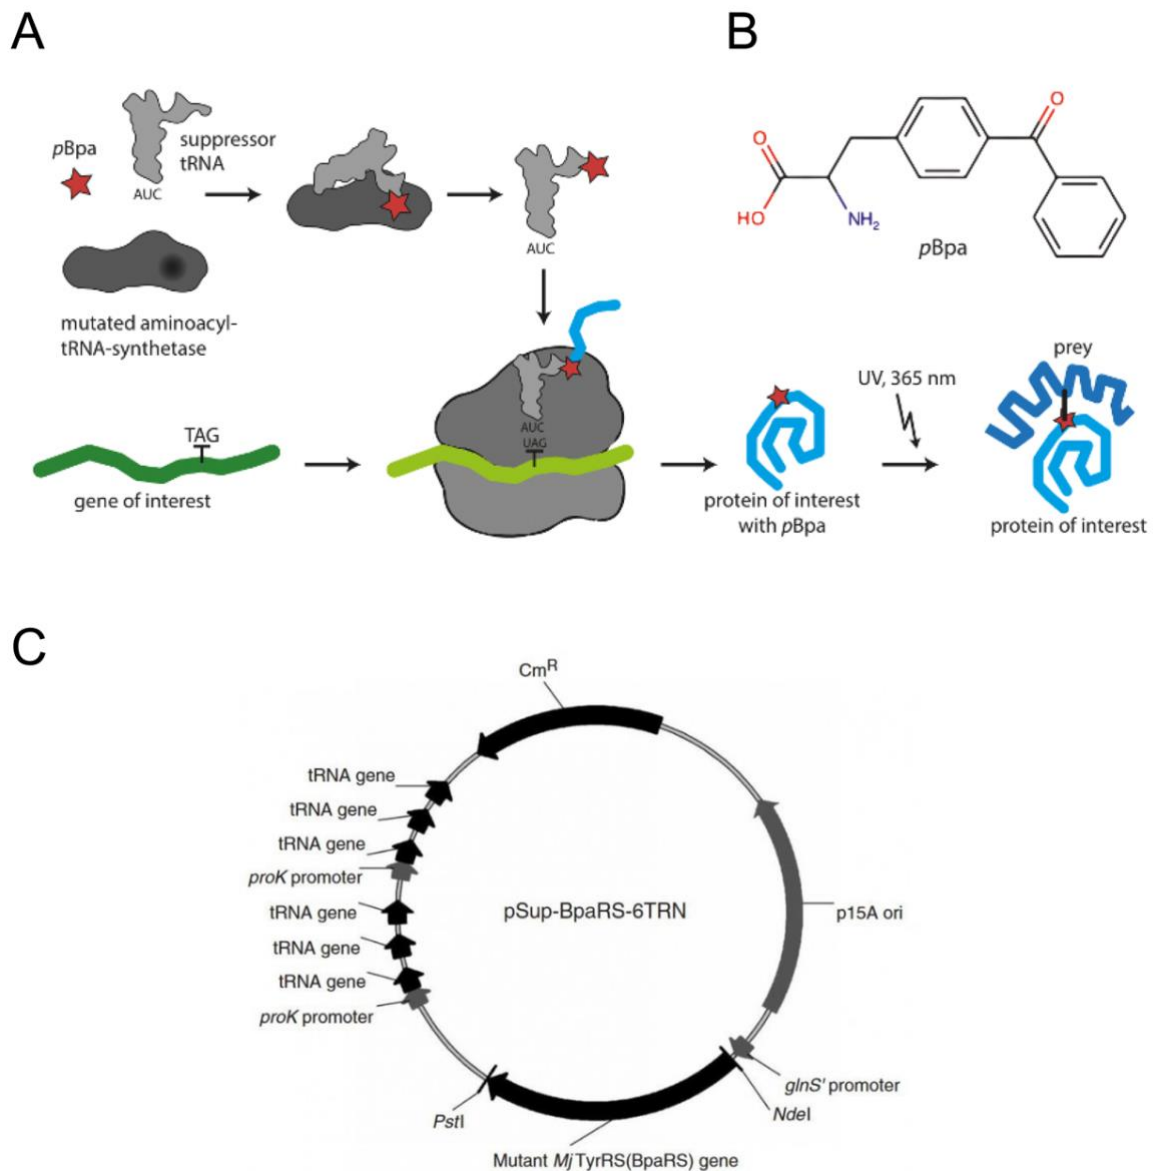 A
pBpa
suppressor
tRNA
AUC
mutated aminoacyl-
tRNA-synthetase
AUC
TAG
gene of interest
AUC
UAG
protein of interest
with pBpa
UV, 365 nm
prey
protein of interest
B
O
O
HO
NH₂
pBpa
C
CmR
tRNA gene
tRNA gene
tRNA gene
proK promoter
tRNA gene
tRNA gene
tRNA gene
proK promoter
pSup-BpaRS-6TRN
p15A ori
glnS' promoter
NdeI
PstI
Mutant MjTyrRS(BpaRS) gene